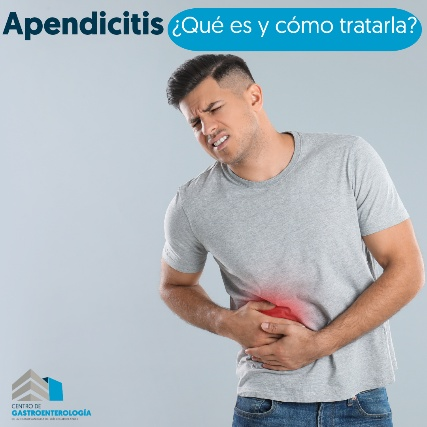 Apendicitis ¿Qué es y cómo tratarla?
CENTRO DE
GASTROENTEROLOGÍA